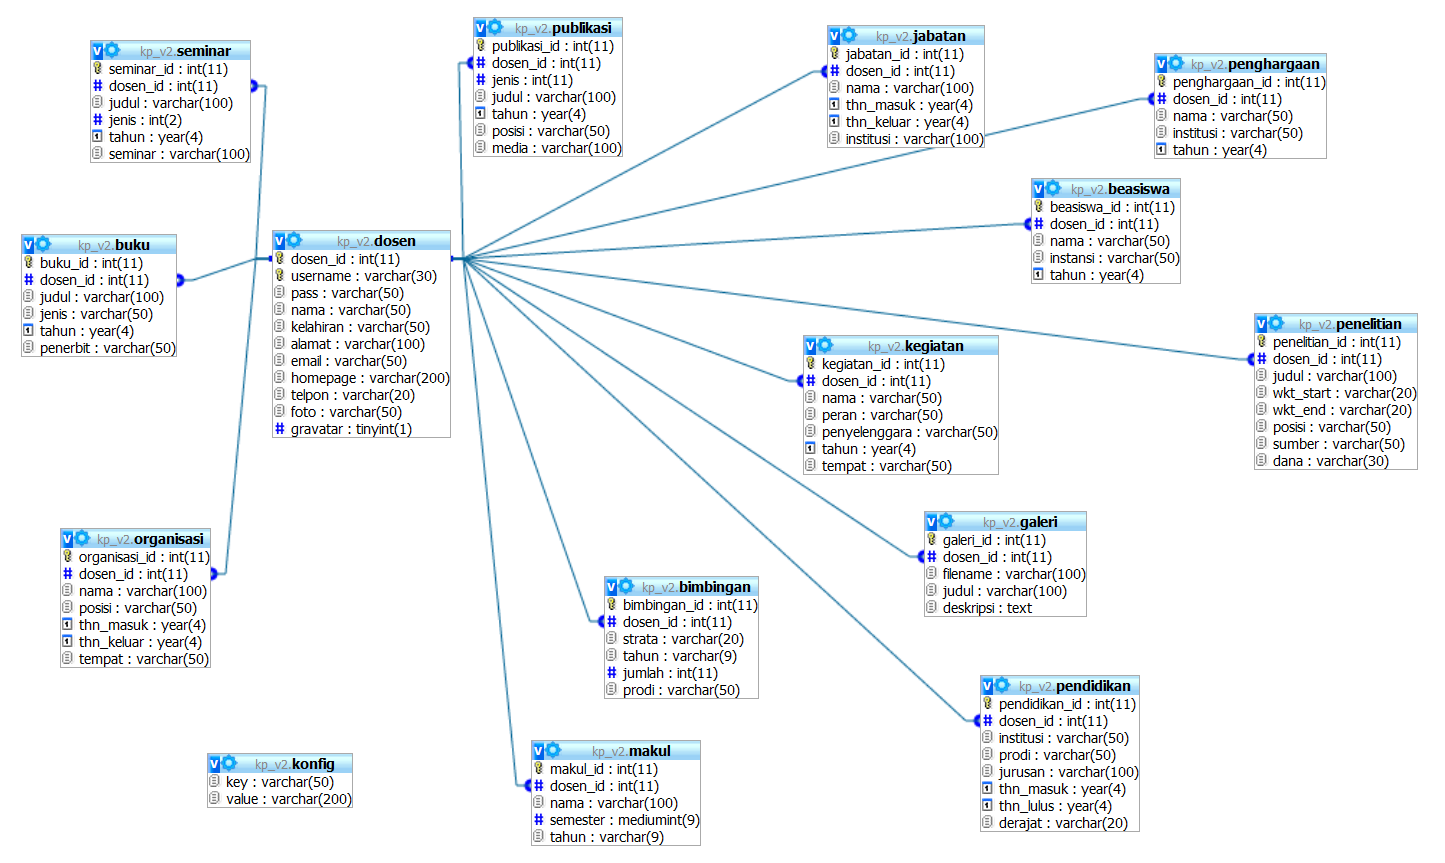 kp_v2.seminar
seminar_id : int(11)
dosen_id : int(11)
judul : varchar(100)
jenis : int(2)
tahun : year(4)
seminar : varchar(100)
kp_v2.publikasi
publikasi_id : int(11)
dosen_id : int(11)
jenis : int(11)
judul : varchar(100)
tahun : year(4)
posisi : varchar(50)
media : varchar(100)
kp_v2.jabatan
jabatan_id : int(11)
dosen_id : int(11)
nama : varchar(100)
thn_masuk : year(4)
thn_keluar : year(4)
institusi : varchar(100)
kp_v2.penghargaan
penghargaan_id : int(11)
dosen_id : int(11)
nama : varchar(50)
institusi : varchar(50)
tahun : year(4)
kp_v2.beasiswa
beasiswa_id : int(11)
dosen_id : int(11)
nama : varchar(50)
instansi : varchar(50)
tahun : year(4)
kp_v2.buku
buku_id : int(11)
dosen_id : int(11)
judul : varchar(100)
jenis : varchar(50)
tahun : year(4)
penerbit : varchar(50)
kp_v2.dosen
dosen_id : int(11)
username : varchar(30)
pass : varchar(50)
nama : varchar(50)
kelahiran : varchar(50)
alamat : varchar(100)
email : varchar(50)
homepage : varchar(200)
telpon : varchar(20)
foto : varchar(50)
gravatar : tinyint(1)
kp_v2.kegiatan
kegiatan_id : int(11)
dosen_id : int(11)
nama : varchar(50)
peran : varchar(50)
penyelenggara : varchar(50)
tahun : year(4)
tempat : varchar(50)
kp_v2.penelitian
penelitian_id : int(11)
dosen_id : int(11)
judul : varchar(100)
wkt_start : varchar(20)
wkt_end : varchar(20)
posisi : varchar(50)
sumber : varchar(50)
dana : varchar(30)
kp_v2.organisasi
organisasi_id : int(11)
dosen_id : int(11)
nama : varchar(100)
posisi : varchar(50)
thn_masuk : year(4)
thn_keluar : year(4)
tempat : varchar(50)
kp_v2.galeri
galeri_id : int(11)
dosen_id : int(11)
filename : varchar(100)
judul : varchar(100)
deskripsi : text
kp_v2.bimbingan
bimbingan_id : int(11)
dosen_id : int(11)
strata : varchar(20)
tahun : varchar(9)
jumlah : int(11)
prodi : varchar(50)
kp_v2.pendidikan
pendidikan_id : int(11)
dosen_id : int(11)
institusi : varchar(50)
prodi : varchar(50)
jurusan : varchar(100)
thn_masuk : year(4)
thn_lulus : year(4)
derajat : varchar(20)
kp_v2.konfig
key : varchar(50)
value : varchar(200)
kp_v2.makul
makul_id : int(11)
dosen_id : int(11)
nama : varchar(100)
semester : mediumint(9)
tahun : varchar(9)